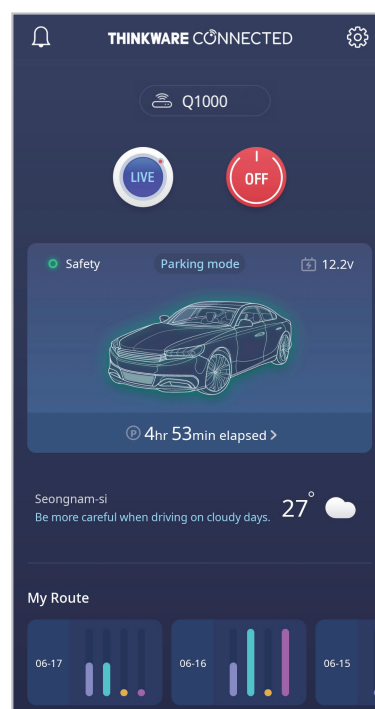 THINKWARE CONNECTED
Q1000
LIVE
OFF
Safety Parking mode 12.2v
P 4hr 53min elapsed >
Seongnam-si
Be more careful when driving on cloudy days.
27°
My Route
06-17 06-16 06-15